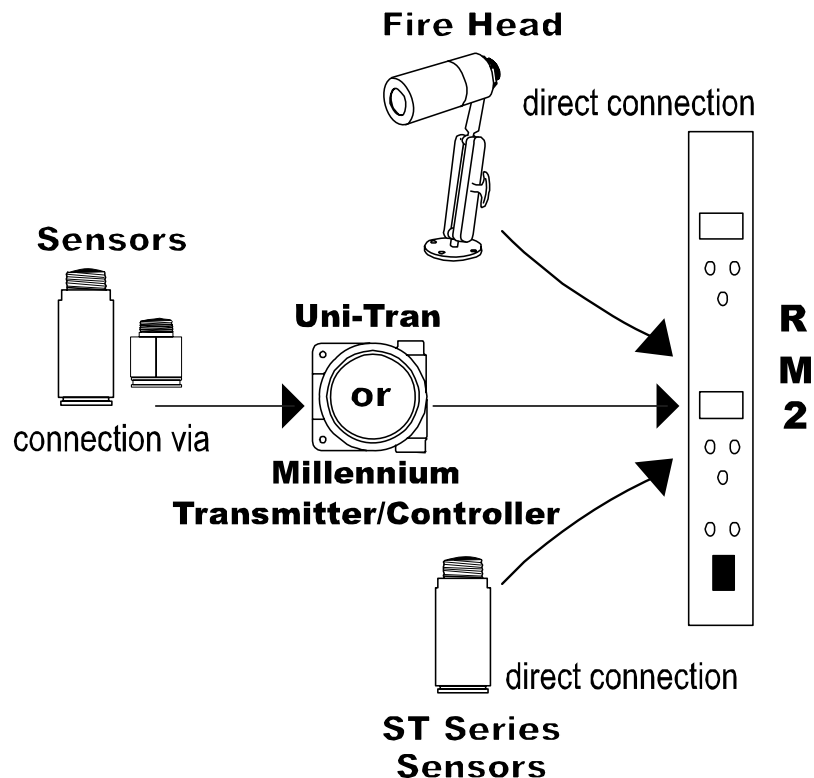 Fire Head
direct connection
Sensors
Uni-Tran
or
connection via
Millennium
Transmitter/Controller
R
M
2
direct connection
ST Series
Sensors